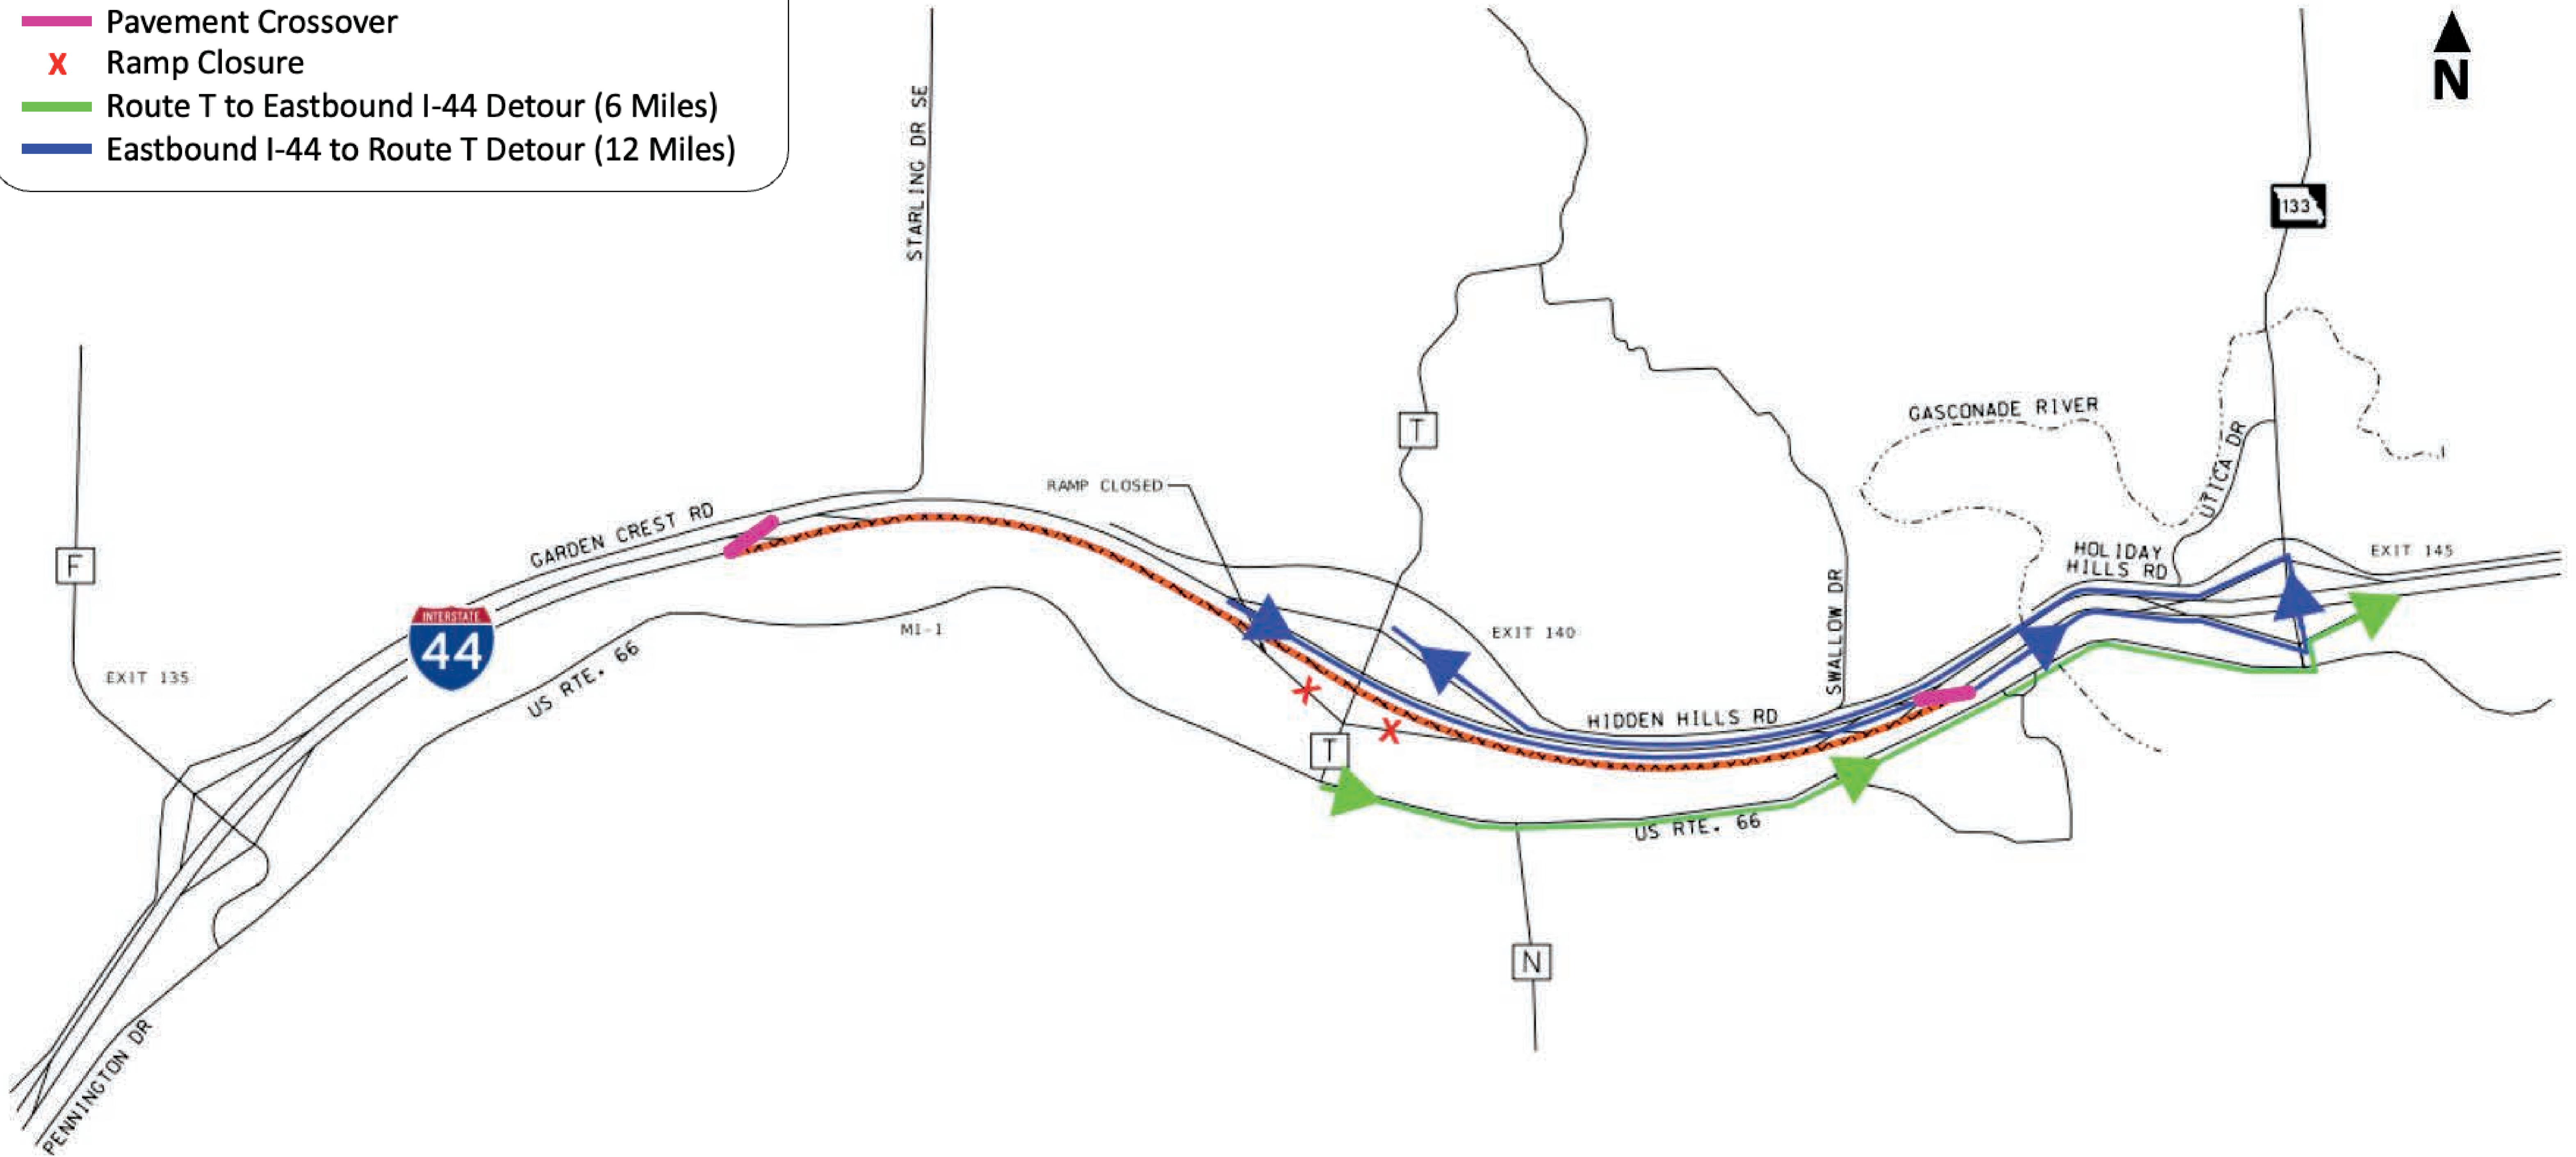 Pavement Crossover
X Ramp Closure
Route T to Eastbound I-44 Detour (6 Miles)
Eastbound I-44 to Route T Detour (12 Miles)
N
STARLING DR SE
133
T
GASCONADE RIVER
UTICA DR
RAMP CLOSED
GARDEN CREST RD
F
HOLIDAY
HILLS RD
EXIT 145
INTERSTATE
44
MI-1
EXIT 140
SWALLOW DR
EXIT 135
US RTE. 66
X
HIDDEN HILLS RD
X
T
US RTE. 66
N
PENNINGTON DR